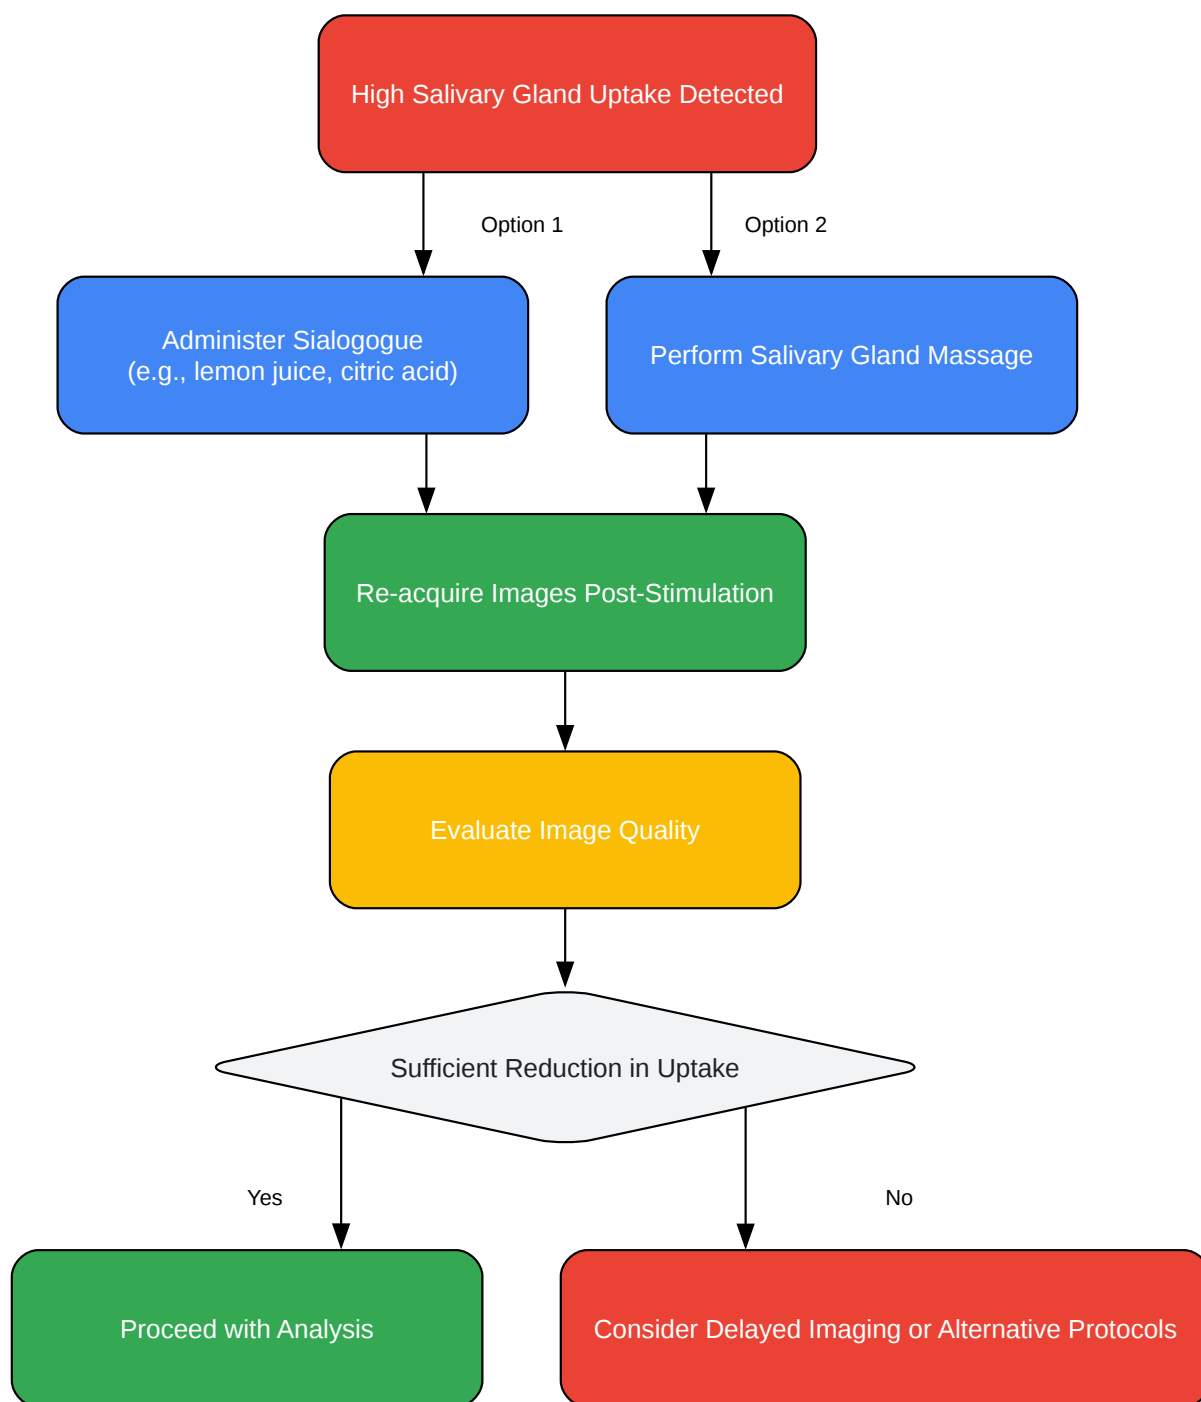 High Salivary Gland Uptake Detected
Option 1
Option 2
Administer Sialogogue
(e.g., lemon juice, citric acid)
Perform Salivary Gland Massage
Re-acquire Images Post-Stimulation
Evaluate Image Quality
Sufficient Reduction in Uptake
Yes
No
Proceed with Analysis
Consider Delayed Imaging or Alternative Protocols